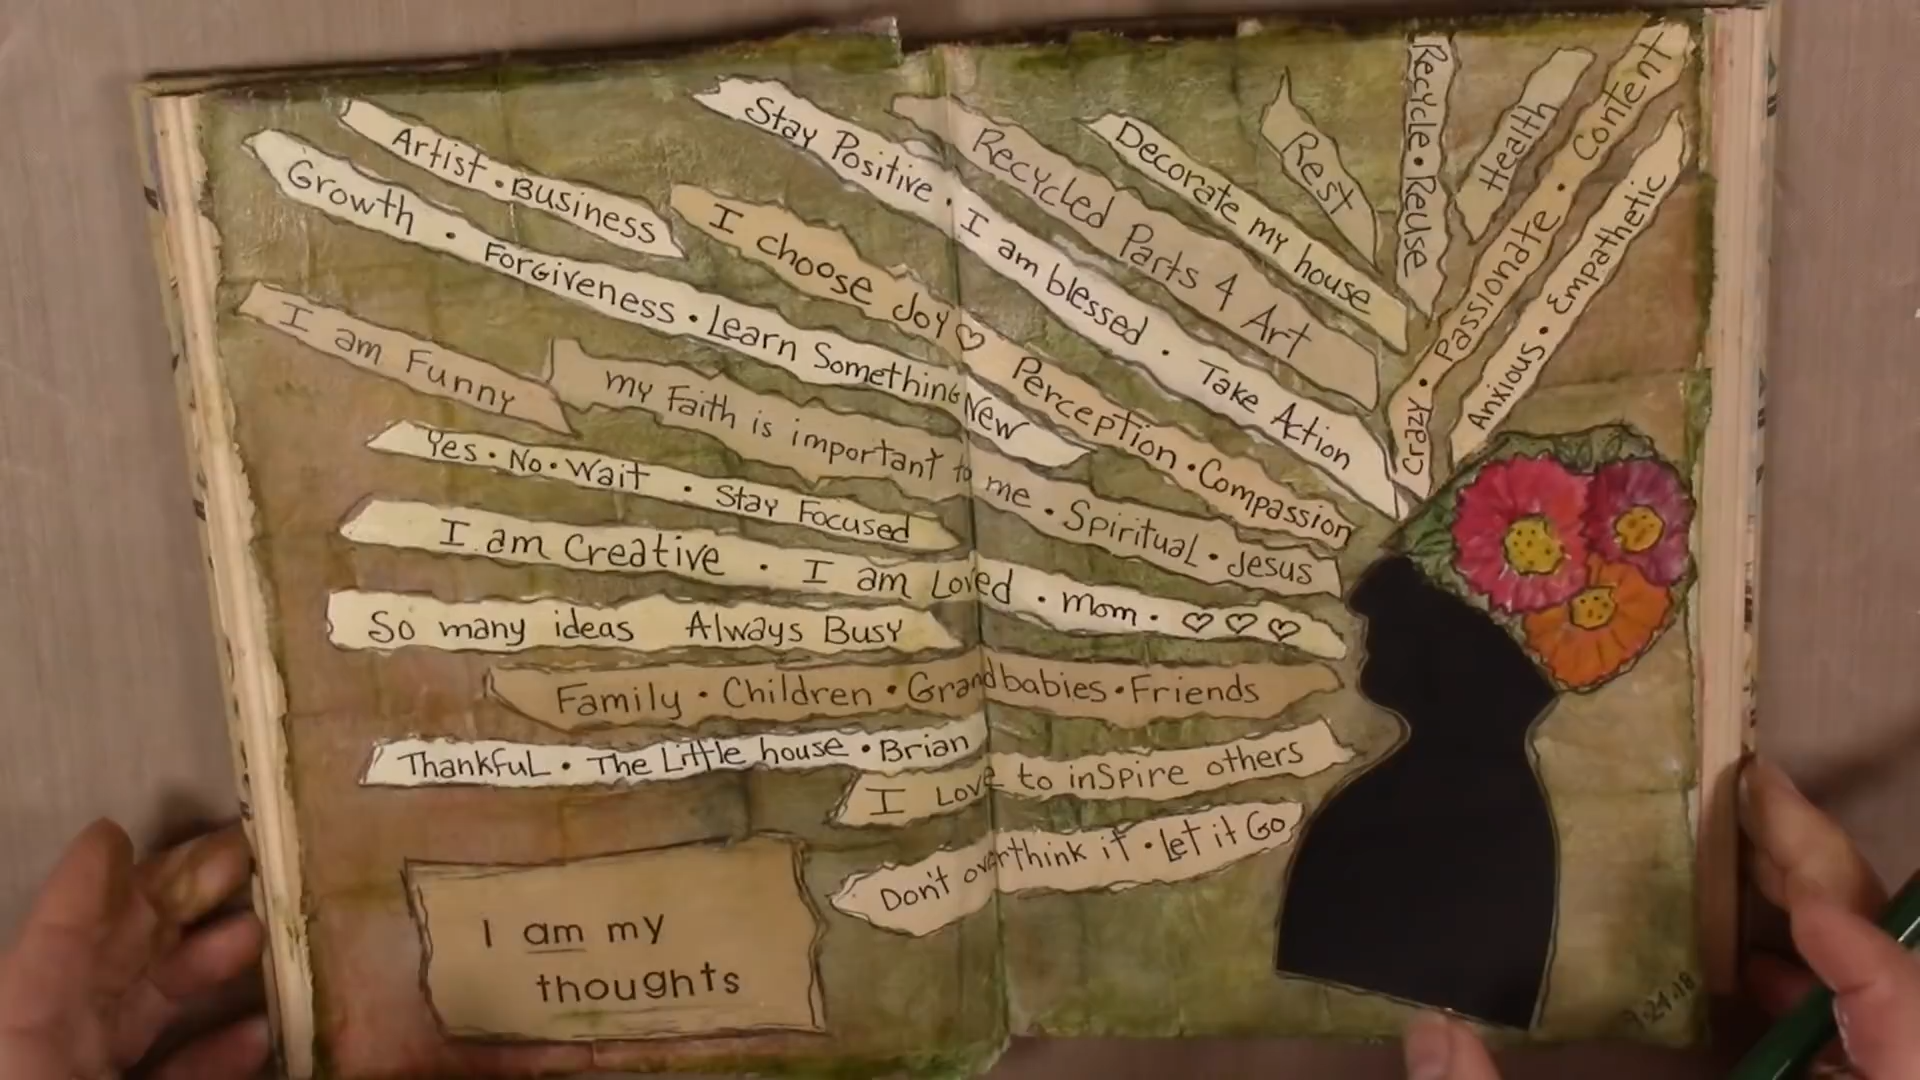 Artist • Business
Growth • Forgiveness • Learn Something New
I am Funny
Stay Positive • I am blessed • Take Action
I choose Joy ♡ Perception • Compassion
Recycled Parts 4 Art
Decorate my house
Rest
Recycle • Reuse
Health
Crazy • Passionate • Content
Anxious • Empathetic
my Faith is important to me • Spiritual • Jesus
Yes • No • Wait • Stay Focused
I am Creative • I am Loved • Mom • ♡ ♡ ♡
So many ideas Always Busy
Family • Children • Grandbabies • Friends
Thankful • The Little house • Brian
I Love to inspire others
Don't overthink it • Let it Go
I am my
thoughts